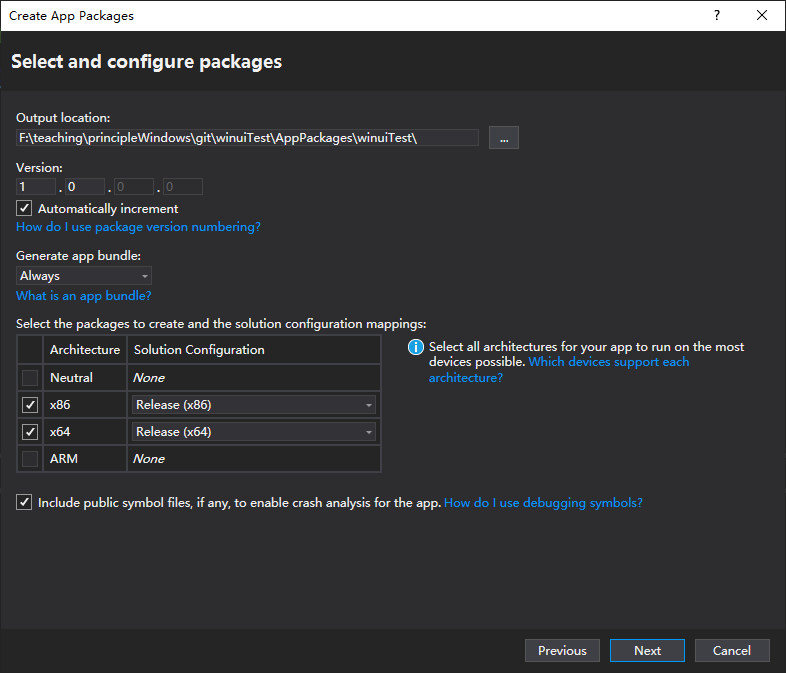 Create App Packages
?
Select and configure packages
Output location:
F:\teaching\principleWindows\git\winuiTest\AppPackages\winuiTest\
...
Version:
1 . 0 . 0 . 0
Automatically increment
How do I use package version numbering?
Generate app bundle:
Always
What is an app bundle?
Select the packages to create and the solution configuration mappings:
Architecture Solution Configuration
Neutral None
x86 Release (x86)
x64 Release (x64)
ARM None
Select all architectures for your app to run on the most
devices possible. Which devices support each
architecture?
Include public symbol files, if any, to enable crash analysis for the app. How do I use debugging symbols?
Previous Next Cancel